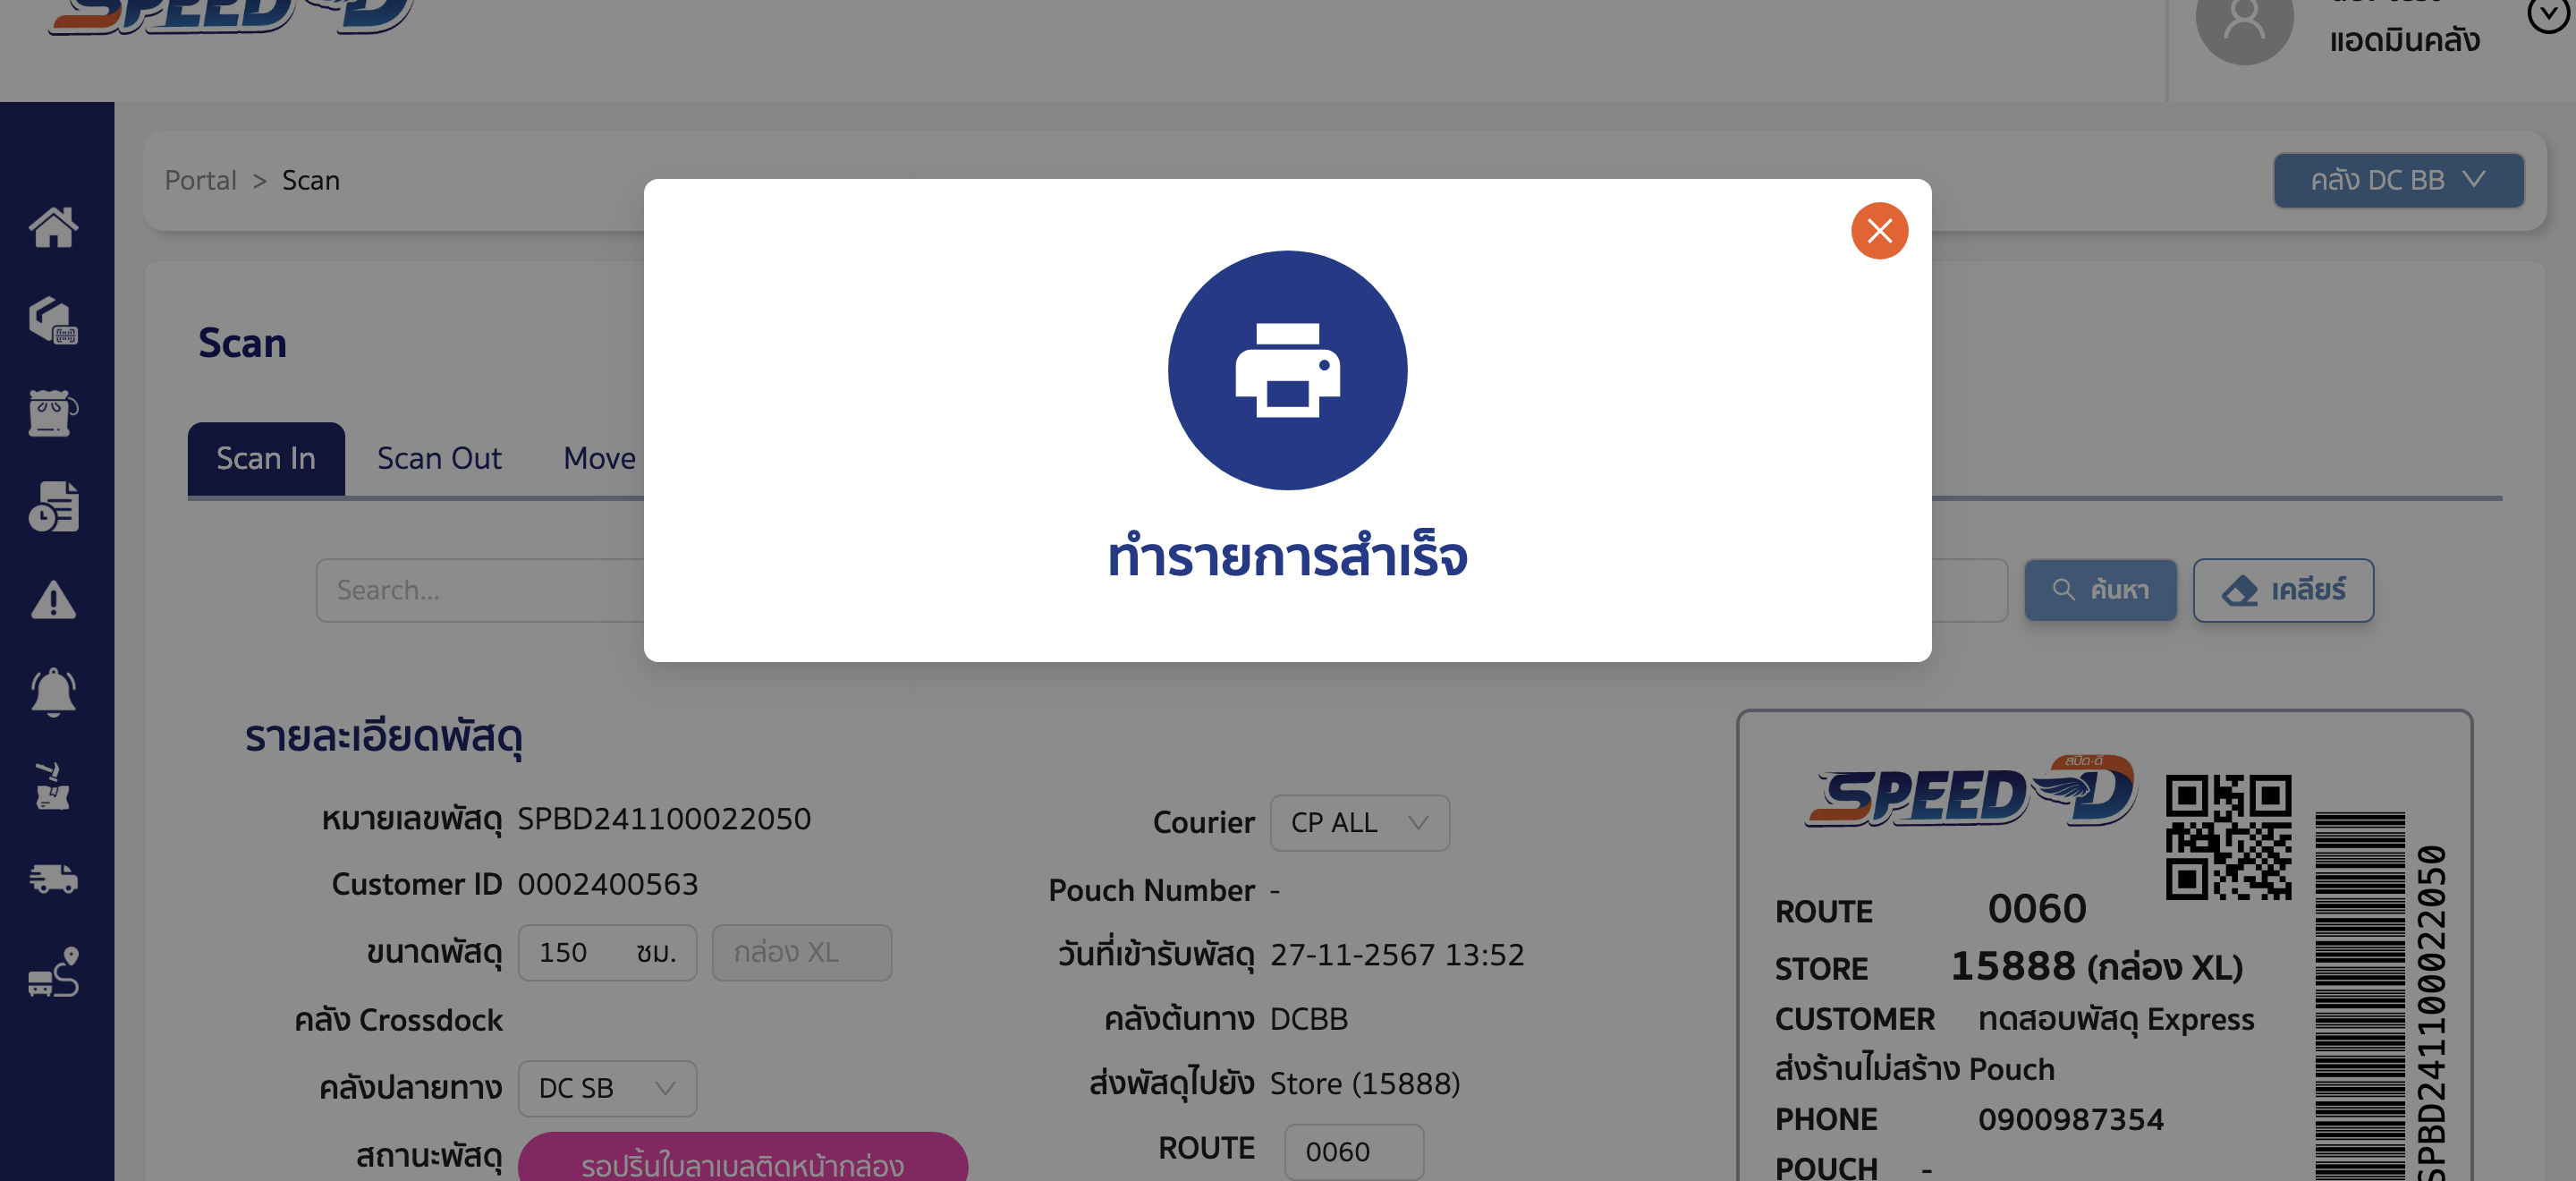 SPEED-D
แอดมินคลัง
Portal > Scan
คลัง DC BB
Scan
Scan In
Scan Out
Move
ทำรายการสำเร็จ
Search...
ค้นหา
เคลียร์
รายละเอียดพัสดุ
หมายเลขพัสดุ SPBD241100022050
Customer ID 0002400563
ขนาดพัสดุ 150 ซม. กล่อง XL
คลัง Crossdock
คลังปลายทาง DC SB
สถานะพัสดุ รอปริ้นใบลาเบลติดหน้ากล่อง
Courier CP ALL
Pouch Number -
วันที่เข้ารับพัสดุ 27-11-2567 13:52
คลังต้นทาง DCBB
ส่งพัสดุไปยัง Store (15888)
ROUTE 0060
สปีด-ดี
SPEED-D
ROUTE 0060
STORE 15888 (กล่อง XL)
CUSTOMER ทดสอบพัสดุ Express
ส่งร้านไม่สร้าง Pouch
PHONE 0900987354
POUCH -
SPBD241100022050